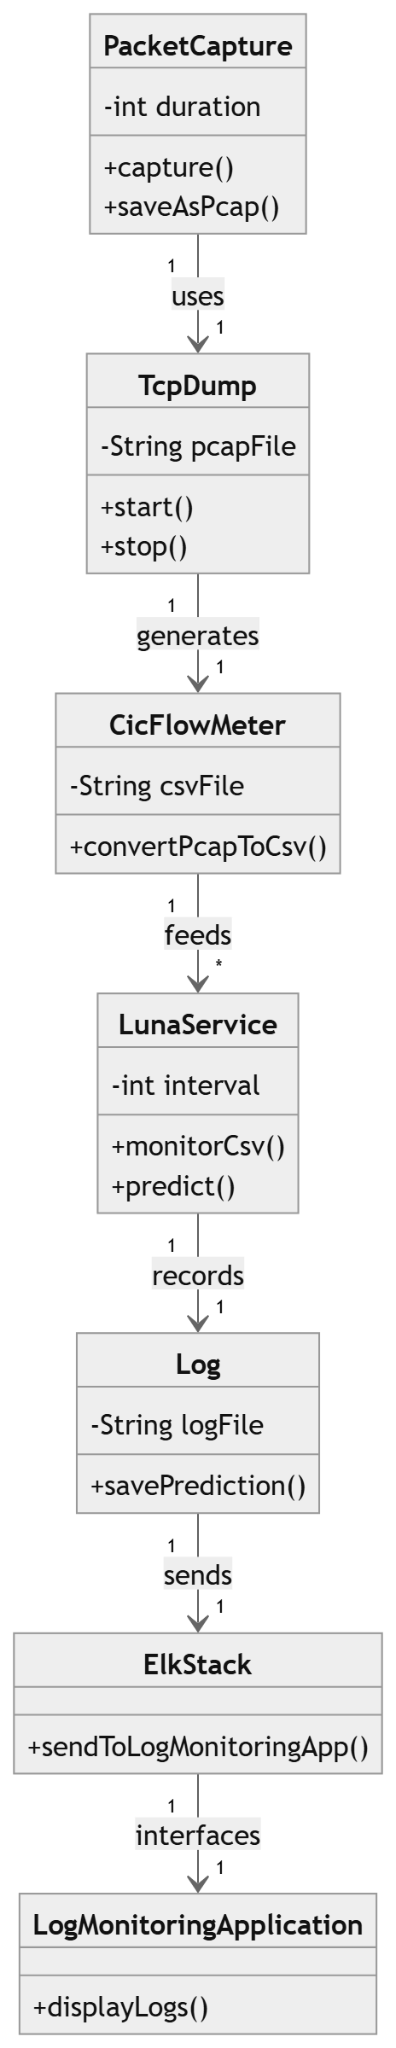 PacketCapture
-int duration
+capture()
+saveAsPcap()
1
uses
1
TcpDump
-String pcapFile
+start()
+stop()
1
generates
1
CicFlowMeter
-String csvFile
+convertPcapToCsv()
1
feeds
*
LunaService
-int interval
+monitorCsv()
+predict()
1
records
1
Log
-String logFile
+savePrediction()
1
sends
1
ElkStack
+sendToLogMonitoringApp()
1
interfaces
1
LogMonitoringApplication
+displayLogs()